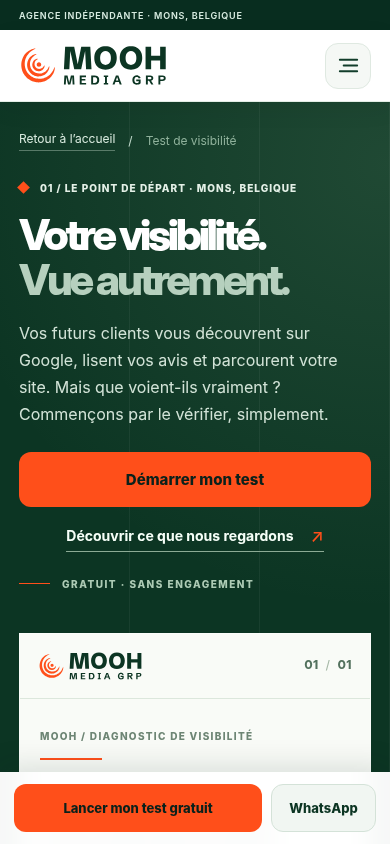 AGENCE INDÉPENDANTE · MONS, BELGIQUE
MOOH
MEDIA GRP
Retour à l’accueil / Test de visibilité
01 / LE POINT DE DÉPART · MONS, BELGIQUE
Votre visibilité.
Vue autrement.
Vos futurs clients vous découvrent sur
Google, lisent vos avis et parcourent votre
site. Mais que voient-ils vraiment ?
Commençons par le vérifier, simplement.
Démarrer mon test
Découvrir ce que nous regardons ↗
GRATUIT · SANS ENGAGEMENT
MOOH
MEDIA GRP
01 / 01
MOOH / DIAGNOSTIC DE VISIBILITÉ
Lancer mon test gratuit
WhatsApp